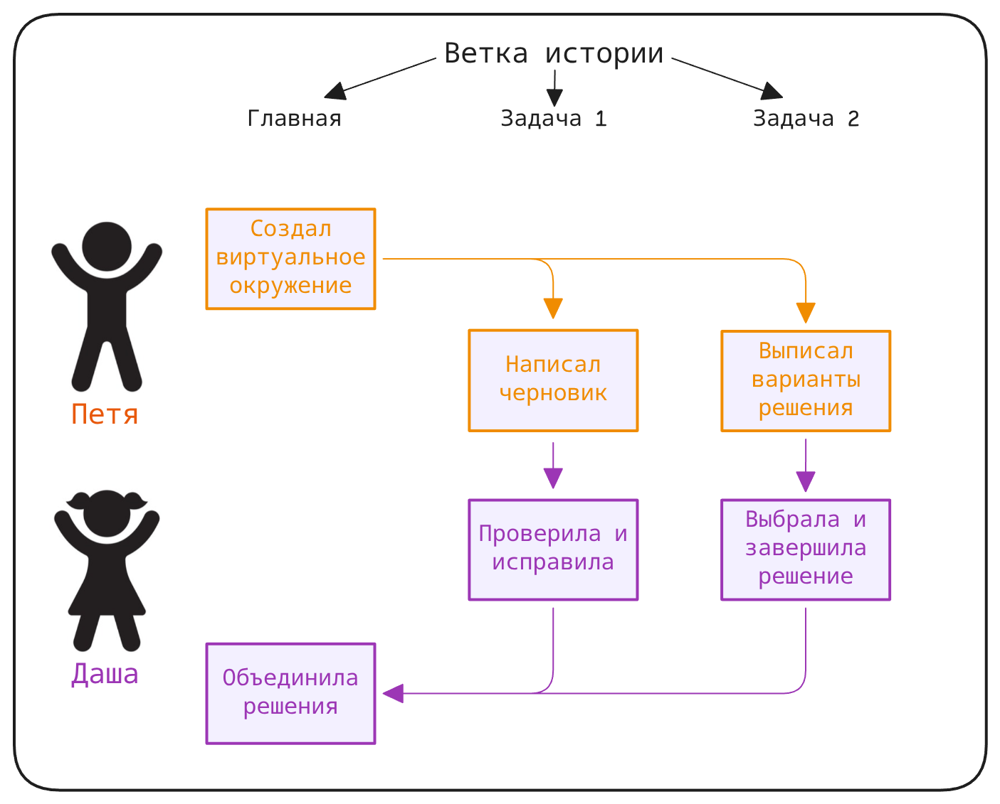 Ветка истории
Главная
Задача 1
Задача 2
Создал
виртуальное
окружение
Написал
черновик
Выписал
варианты
решения
Петя
Проверила и
исправила
Выбрала и
завершила
решение
Даша
Объединила
решения